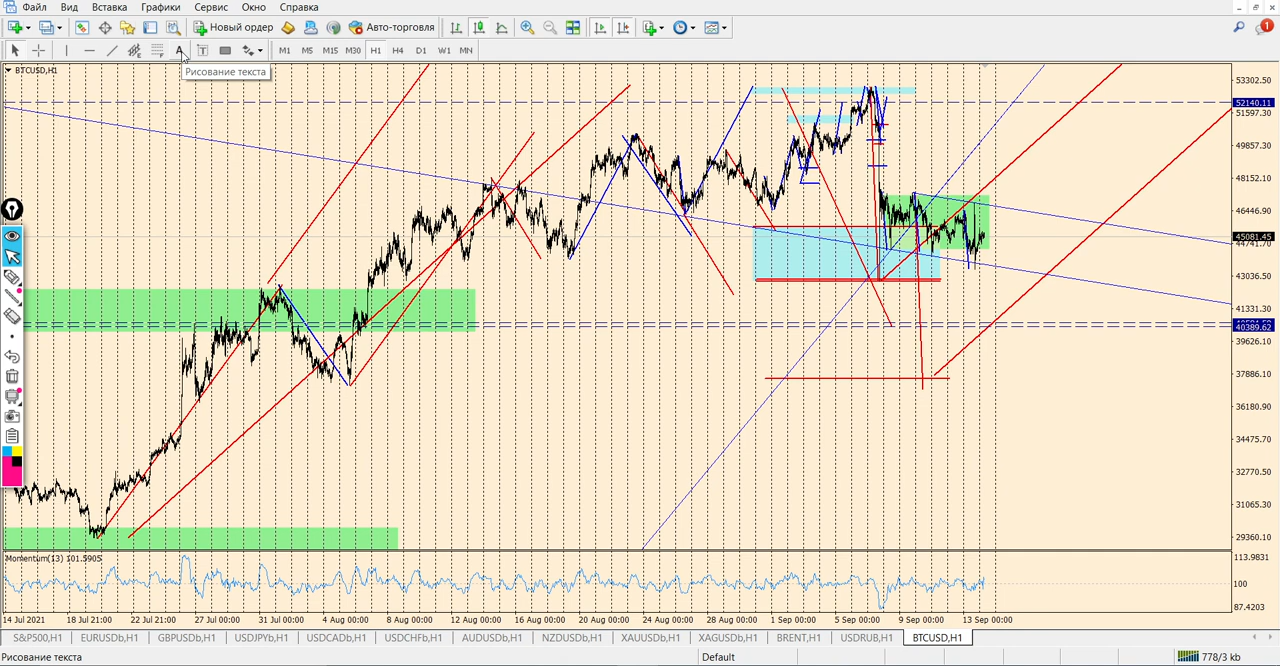 Файл Вид Вставка Графики Сервис Окно Справка
Новый ордер Авто-торговля 1
A T M1 M5 M15 M30 H1 H4 D1 W1 MN
Рисование текста
BTCUSD,H1
53302.50
52140.11
51597.30
49857.30
48152.10
46446.90
45081.45
44741.70
43036.50
41331.30
40389.62
39626.10
37886.10
36180.90
34475.70
32770.50
31065.30
29360.10
Momentum(13) 101.5905
113.9831
100
87.4203
14 Jul 2021 18 Jul 21:00 22 Jul 21:00 27 Jul 00:00 31 Jul 00:00 4 Aug 00:00 8 Aug 00:00 12 Aug 00:00 16 Aug 00:00 20 Aug 00:00 24 Aug 00:00 28 Aug 00:00 1 Sep 00:00 5 Sep 00:00 9 Sep 00:00 13 Sep 00:00
S&P500,H1 EURUSDb,H1 GBPUSDb,H1 USDJPYb,H1 USDCADb,H1 USDCHFb,H1 AUDUSDb,H1 NZDUSDb,H1 XAUUSDb,H1 XAGUSDb,H1 BRENT,H1 USDRUB,H1 BTCUSD,H1
Рисование текста Default 778/3 kb